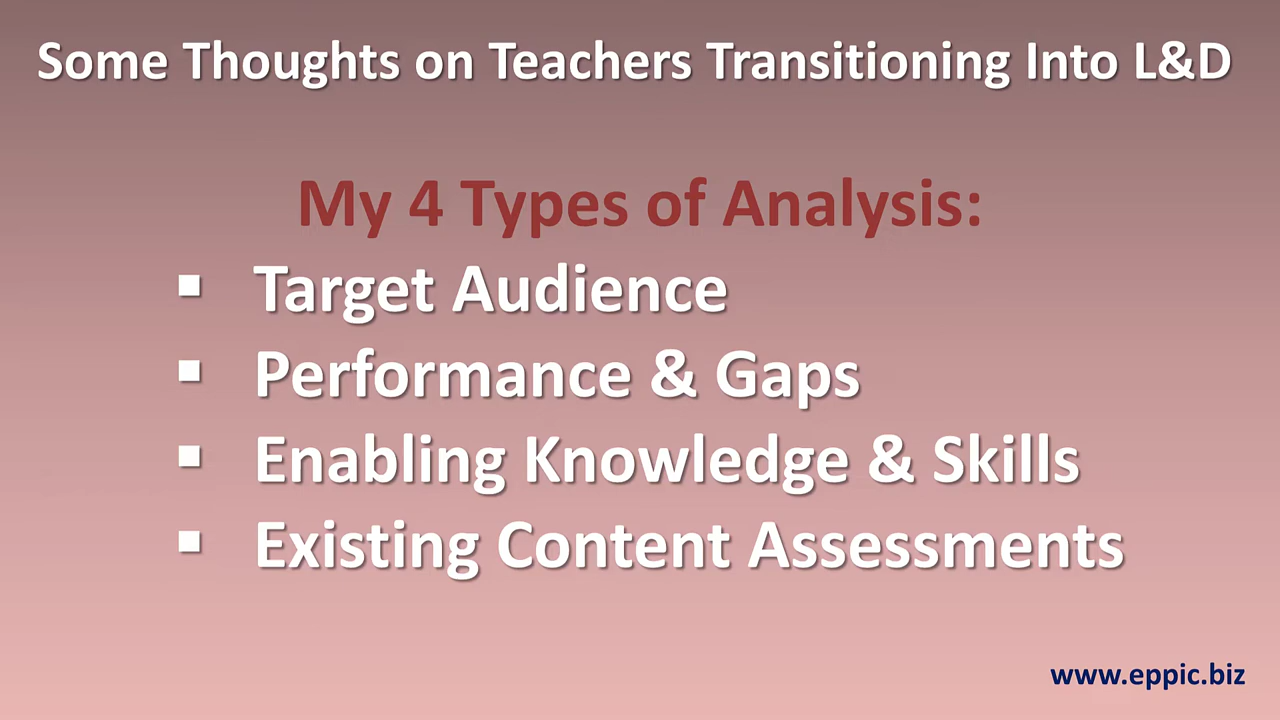 Some Thoughts on Teachers Transitioning Into L&D
My 4 Types of Analysis:
▪ Target Audience
▪ Performance & Gaps
▪ Enabling Knowledge & Skills
▪ Existing Content Assessments
www.eppic.biz